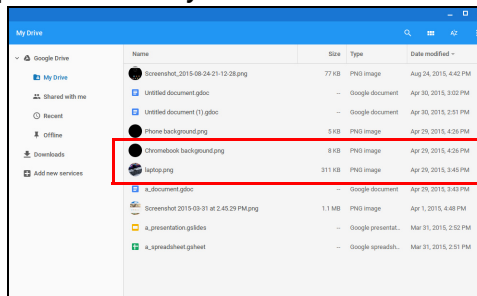 My Drive
Name Size Type Date modified
Google Drive
My Drive
Shared with me
Recent
Offline
Downloads
Add new services
Screenshot_2015-08-24-21-12-28.png 77 KB PNG image Aug 24, 2015, 4:42 PM
Untitled document.gdoc -- Google document Apr 30, 2015, 3:02 PM
Untitled document (1).gdoc -- Google document Apr 30, 2015, 2:51 PM
Phone background.png 5 KB PNG image Apr 29, 2015, 4:26 PM
Chromebook background.png 8 KB PNG image Apr 29, 2015, 4:26 PM
laptop.png 311 KB PNG image Apr 29, 2015, 3:45 PM
a_document.gdoc -- Google document Apr 29, 2015, 3:43 PM
Screenshot 2015-03-31 at 2.45.29 PM.png 1.1 MB PNG image Apr 1, 2015, 4:48 PM
a_presentation.gslides -- Google presentat... Mar 31, 2015, 2:52 PM
a_spreadsheet.gsheet -- Google spreadsh... Mar 31, 2015, 2:51 PM